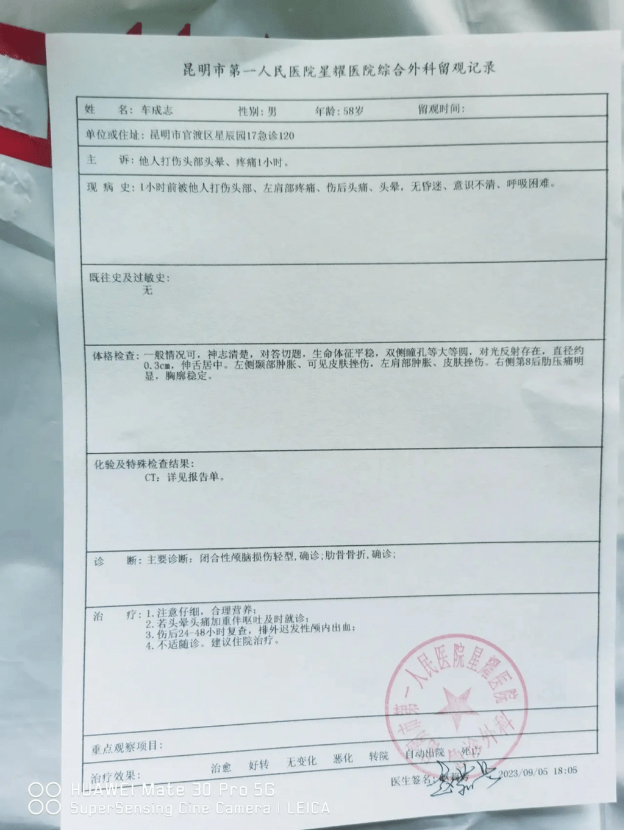 昆明市第一人民医院星耀医院综合外科留观记录
姓 名: 车成志 性别: 男 年龄: 58岁 留观时间:
单位或住址: 昆明市官渡区星辰园17急诊120
主 诉: 他人打伤头部头晕、疼痛1小时。
现 病 史: 1小时前被他人打伤头部、左肩部疼痛、伤后头痛、头晕，无昏迷、意识不清、呼吸困难。
既往史及过敏史:
无
体格检查: 一般情况可，神志清楚，对答切题，生命体征平稳，双侧瞳孔等大等圆，对光反射存在，直径约
0.3cm，伸舌居中。左侧颞部肿胀、可见皮肤挫伤，左肩部肿胀、皮肤挫伤。右侧第8后肋压痛明
显，胸廓稳定。
化验及特殊检查结果:
CT: 详见报告单。
诊 断: 主要诊断: 闭合性颅脑损伤轻型,确诊;肋骨骨折,确诊;
治 疗: 1.注意仔细，合理营养;
2.若头晕头痛加重伴呕吐及时就诊;
3.伤后24-48小时复查，排外迟发性颅内出血;
4.不适随诊。建议住院治疗。
市第一人民医院星耀医院
外科
重点观察项目:
治疗效果: 治愈 好转 无变化 恶化 转院 自动出院 死亡
医生签名: 2023/09/05 18:05
HUAWEI Mate 30 Pro 5G
SuperSensing Cine Camera | LEICA